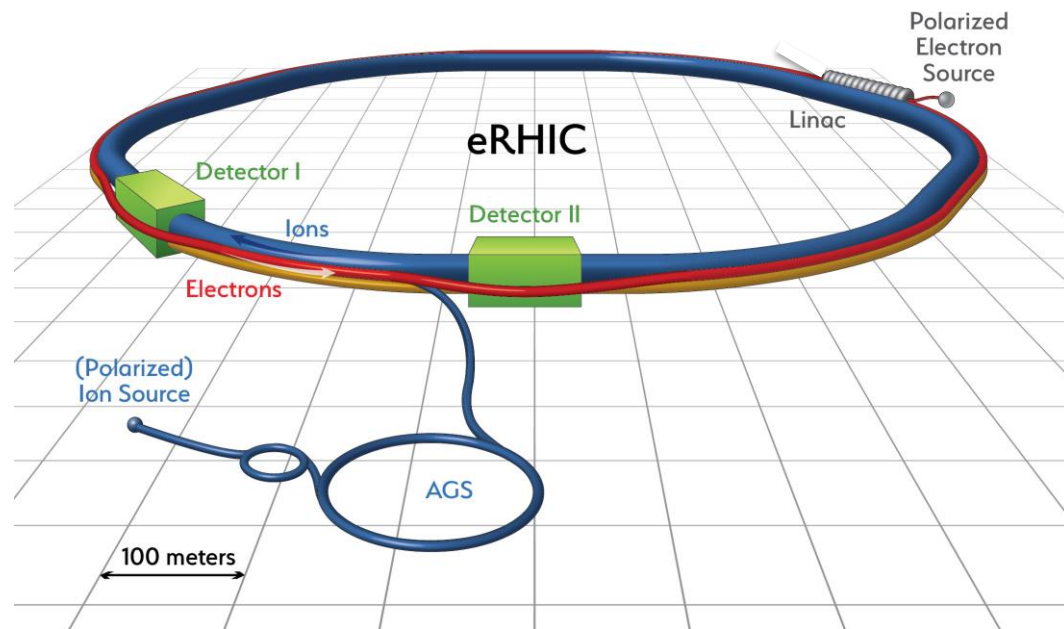 Polarized
Electron
Source
Linac
eRHIC
Detector I
Detector II
Ions
Electrons
(Polarized)
Ion Source
AGS
100 meters